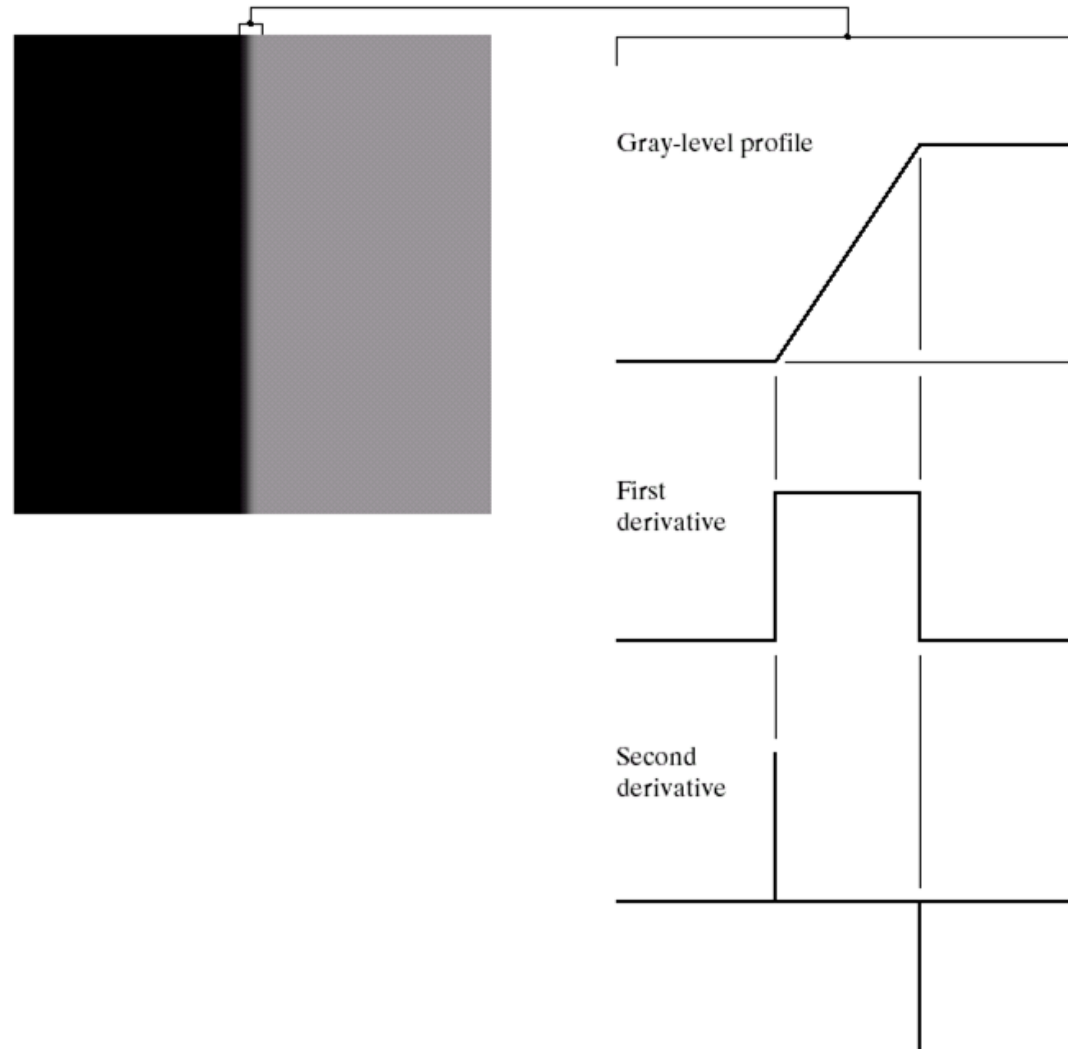 Gray-level profile
First
derivative
Second
derivative